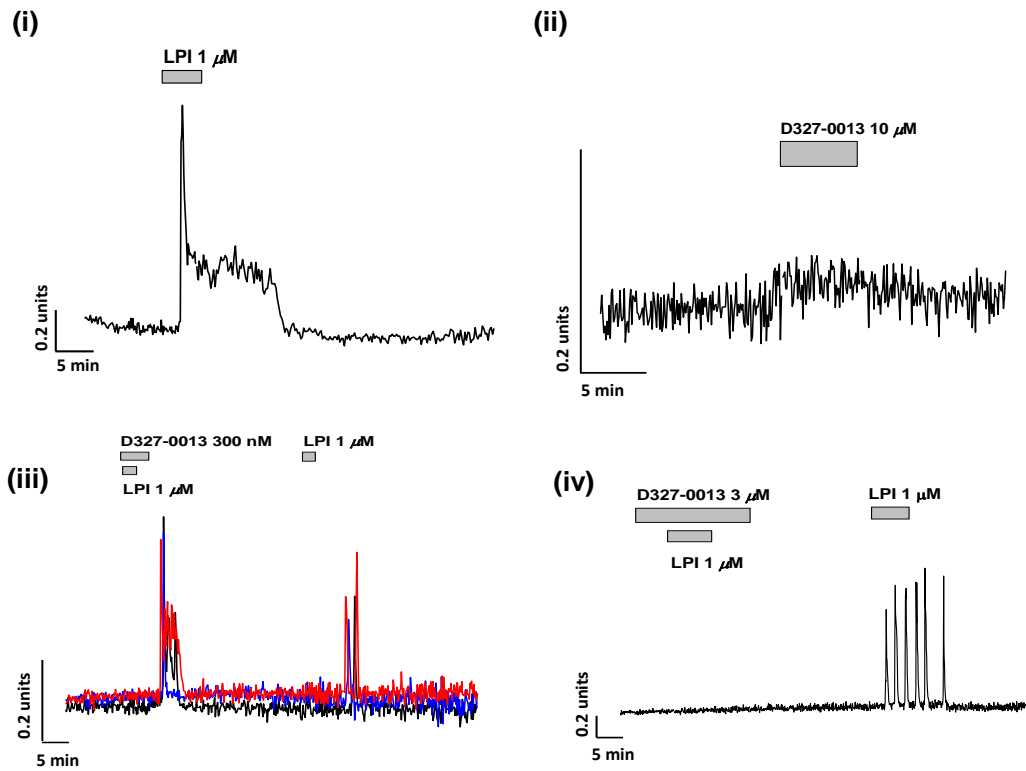 (i)
LPI 1 μM
0.2 units
5 min
(ii)
D327-0013 10 μM
0.2 units
5 min
(iii)
D327-0013 300 nM
LPI 1 μM
LPI 1 μM
0.2 units
5 min
(iv)
D327-0013 3 μM
LPI 1 μM
LPI 1 μM
0.2 units
5 min